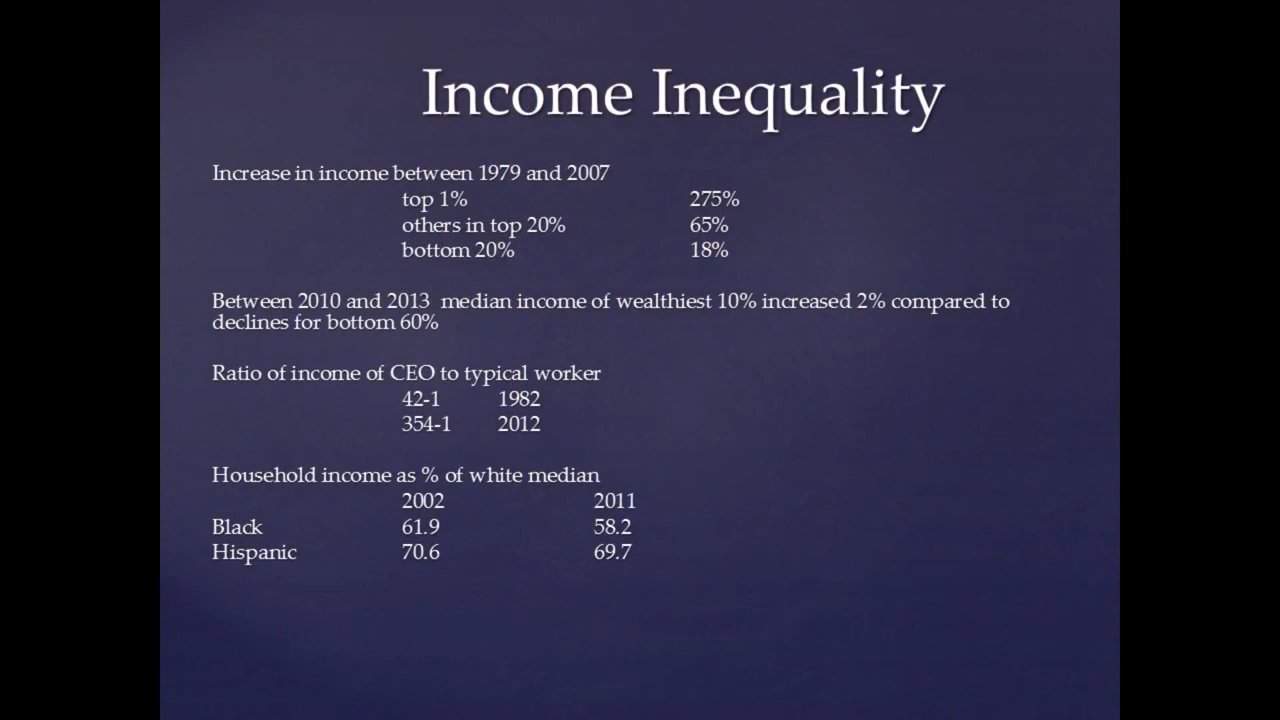 Income Inequality
Increase in income between 1979 and 2007
top 1% 275%
others in top 20% 65%
bottom 20% 18%
Between 2010 and 2013 median income of wealthiest 10% increased 2% compared to
declines for bottom 60%
Ratio of income of CEO to typical worker
42-1 1982
354-1 2012
Household income as % of white median
2002 2011
Black 61.9 58.2
Hispanic 70.6 69.7